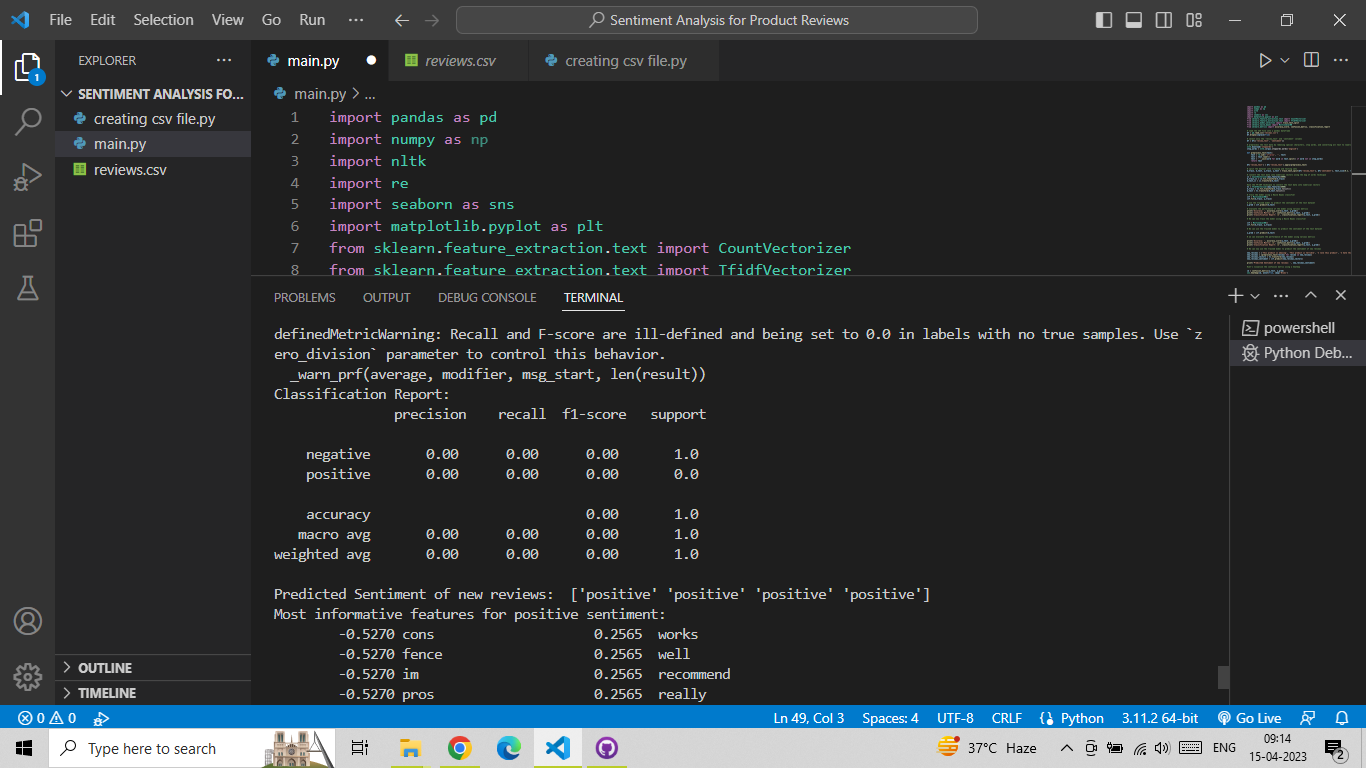 File Edit Selection View Go Run ··· Sentiment Analysis for Product Reviews
EXPLORER ···
main.py reviews.csv creating csv file.py
1
SENTIMENT ANALYSIS FO...
creating csv file.py
main.py
reviews.csv
main.py > ...
1 import pandas as pd
2 import numpy as np
3 import nltk
4 import re
5 import seaborn as sns
6 import matplotlib.pyplot as plt
7 from sklearn.feature_extraction.text import CountVectorizer
8 from sklearn.feature_extraction.text import TfidfVectorizer
PROBLEMS OUTPUT DEBUG CONSOLE TERMINAL
definedMetricWarning: Recall and F-score are ill-defined and being set to 0.0 in labels with no true samples. Use `z
ero_division` parameter to control this behavior.
_warn_prf(average, modifier, msg_start, len(result))
Classification Report:
precision recall f1-score support
negative 0.00 0.00 0.00 1.0
positive 0.00 0.00 0.00 0.0
accuracy 0.00 1.0
macro avg 0.00 0.00 0.00 1.0
weighted avg 0.00 0.00 0.00 1.0
Predicted Sentiment of new reviews: ['positive' 'positive' 'positive' 'positive']
Most informative features for positive sentiment:
-0.5270 cons 0.2565 works
-0.5270 fence 0.2565 well
-0.5270 im 0.2565 recommend
-0.5270 pros 0.2565 really
powershell
Python Deb...
OUTLINE
TIMELINE
0 0 Ln 49, Col 3 Spaces: 4 UTF-8 CRLF Python 3.11.2 64-bit Go Live
Type here to search 37°C Haze ENG 09:14
15-04-2023
2